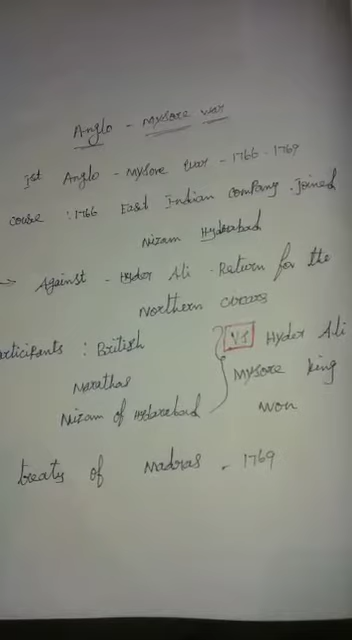 Anglo - Mysore war
1st Anglo - Mysore war - 1766 - 1769
couse : 1766 East Indian company joined
Nizam Hyderabad
→ Against - Hyder Ali - Return for the
Northern circars
articipants : British
Marathas
Nizam of Hyderabad
VS Hyder Ali
Mysore king
won
treaty of Madras - 1769